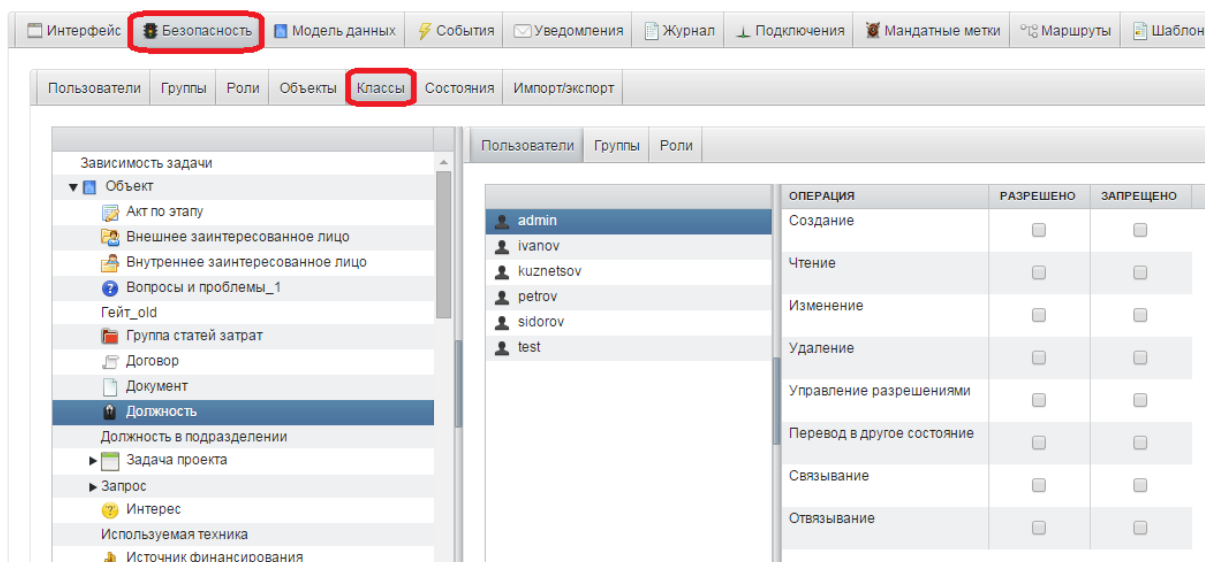 Интерфейс Безопасность Модель данных События Уведомления Журнал Подключения Мандатные метки Маршруты Шаблон
Пользователи Группы Роли Объекты Классы Состояния Импорт/экспорт
Зависимость задачи
Объект
Акт по этапу
Внешнее заинтересованное лицо
Внутреннее заинтересованное лицо
Вопросы и проблемы_1
Гейт_old
Группа статей затрат
Договор
Документ
Должность
Должность в подразделении
Задача проекта
Запрос
Интерес
Используемая техника
Источник финансирования
Пользователи Группы Роли
admin
ivanov
kuznetsov
petrov
sidorov
test
ОПЕРАЦИЯ РАЗРЕШЕНО ЗАПРЕЩЕНО
Создание
Чтение
Изменение
Удаление
Управление разрешениями
Перевод в другое состояние
Связывание
Отвязывание